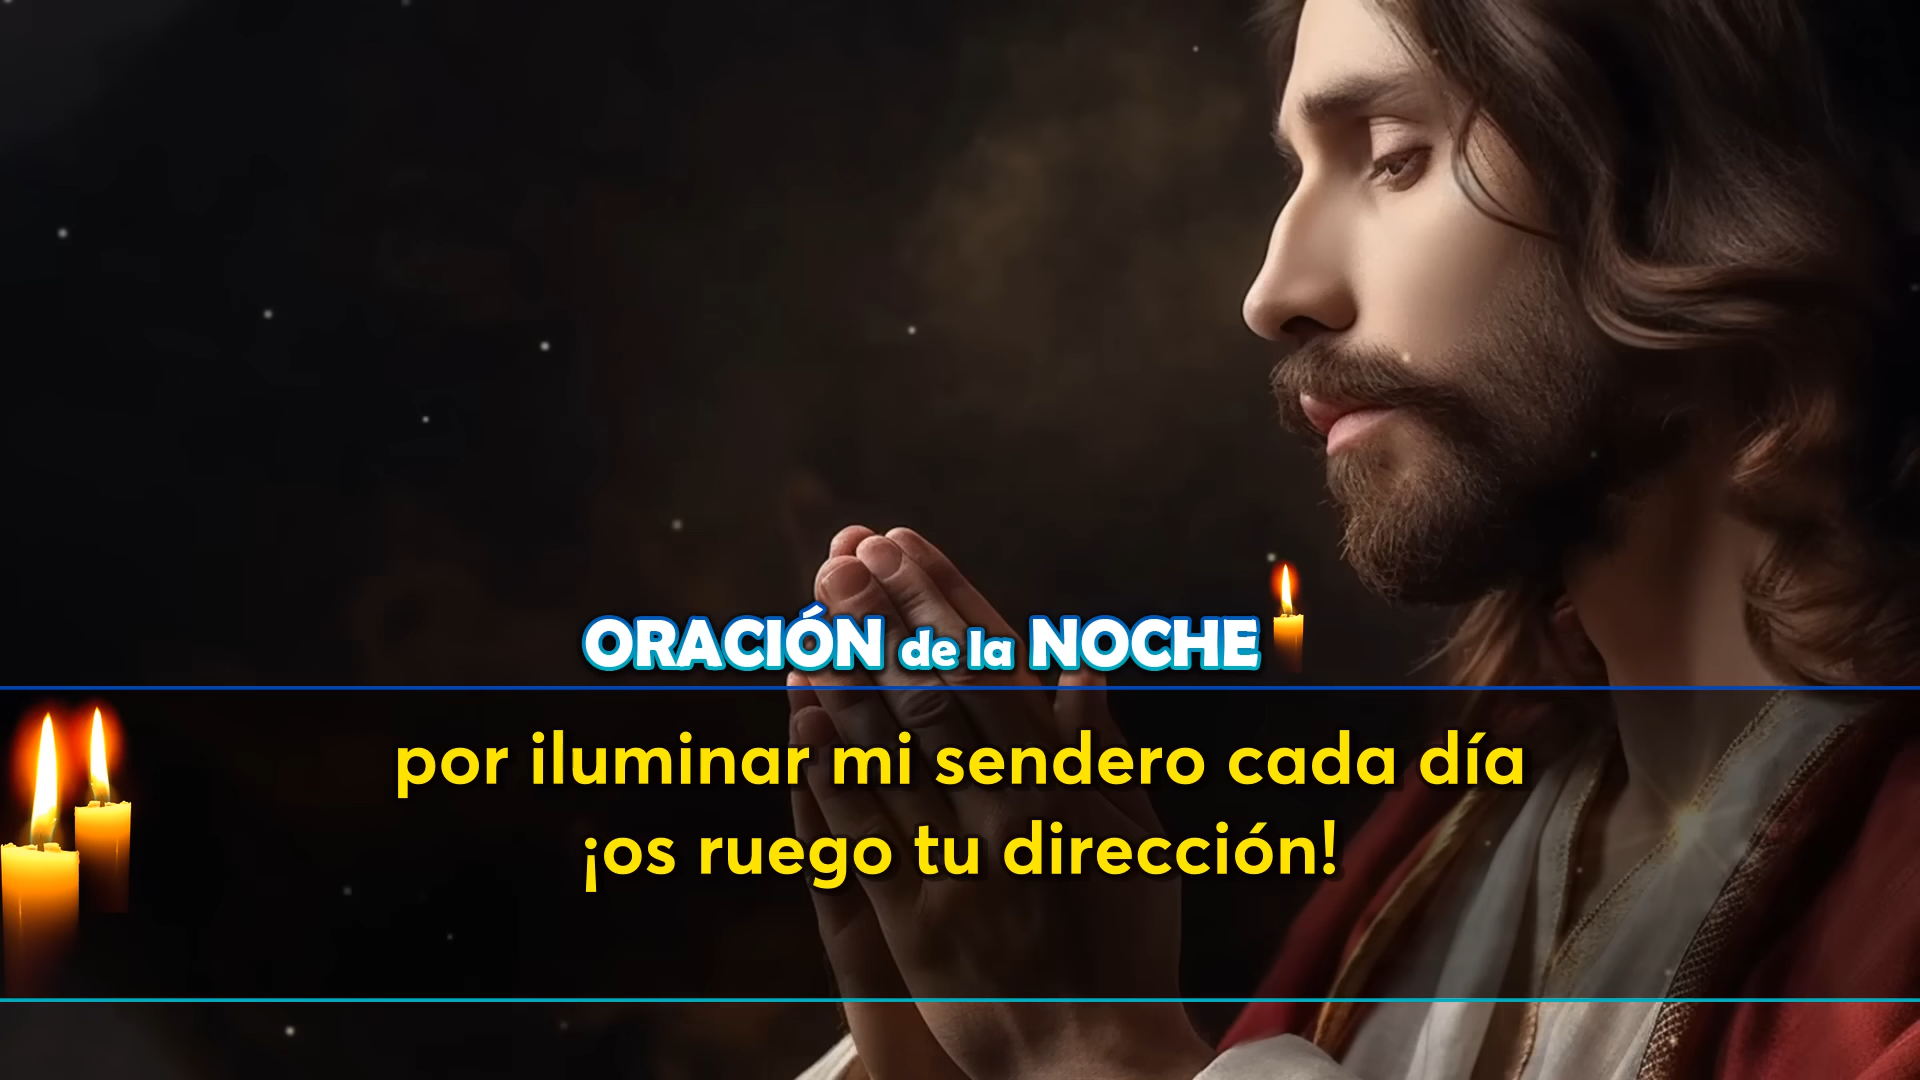 ORACIÓN de la NOCHE
por iluminar mi sendero cada día
¡os ruego tu dirección!